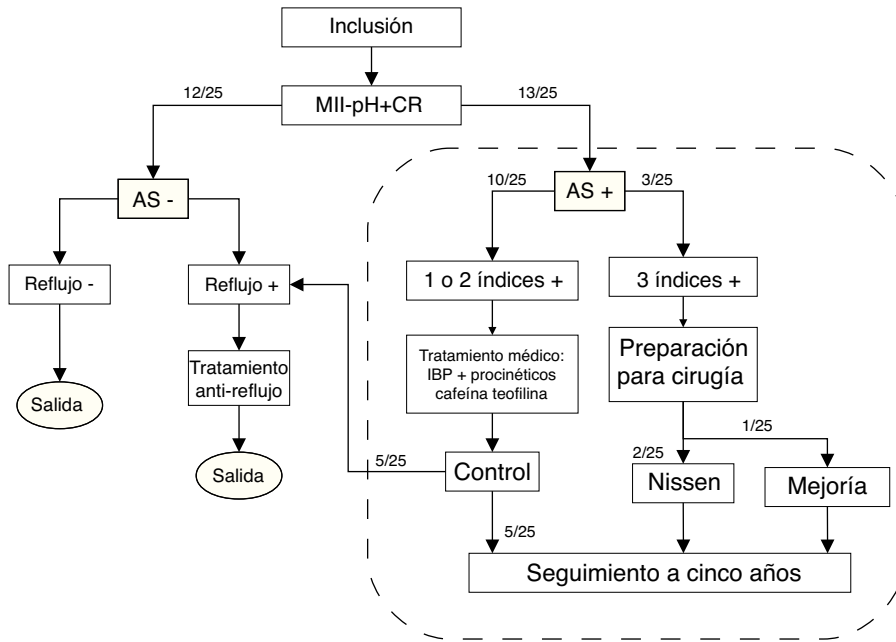 Inclusión
12/25
MII-pH+CR
13/25
AS -
10/25
AS +
3/25
Reflujo -
Reflujo +
1 o 2 índices +
3 índices +
Tratamiento
anti-reflujo
Tratamiento médico:
IBP + procinéticos
cafeína teofilina
Preparación
para cirugía
Salida
Salida
5/25
Control
2/25
1/25
Nissen
Mejoría
5/25
Seguimiento a cinco años